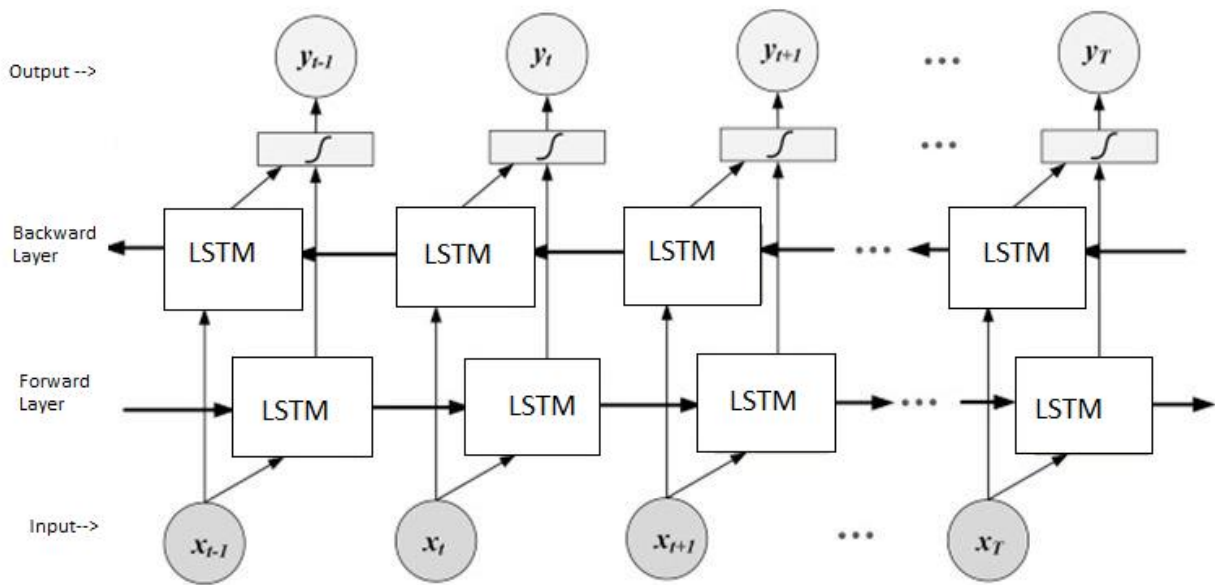 Output -->
y_{t-1} y_t y_{t+1} ... y_T
∫ ∫ ∫ ... ∫
Backward
Layer
LSTM LSTM LSTM ... LSTM
Forward
Layer
LSTM LSTM LSTM ... LSTM
Input-->
x_{t-1} x_t x_{t+1} ... x_T